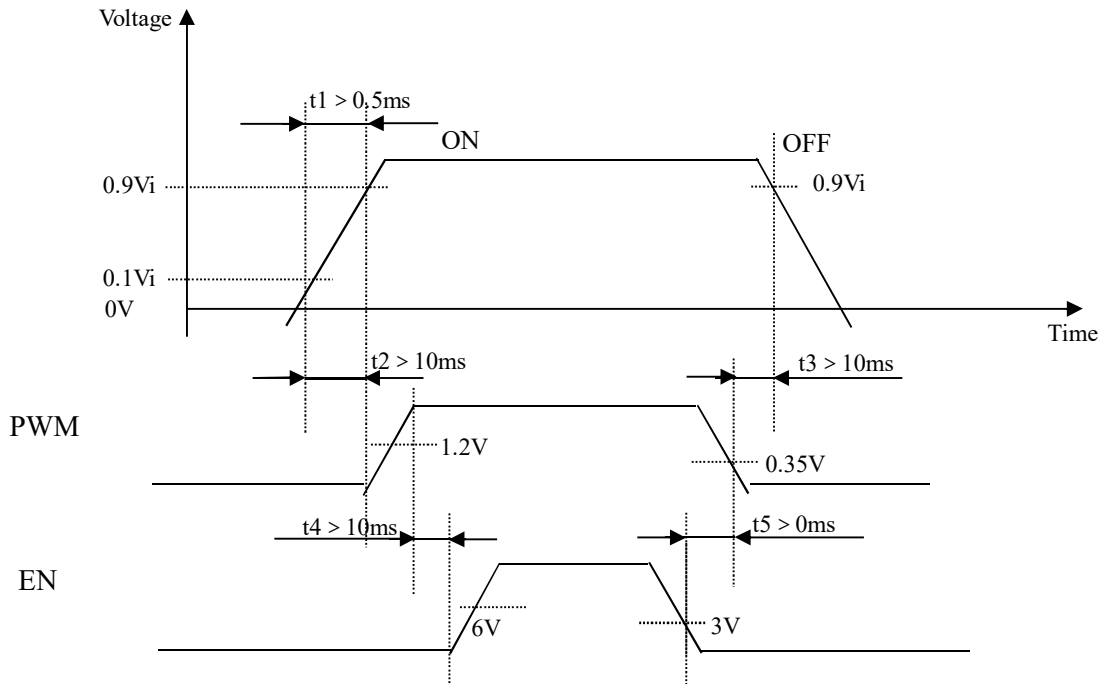 Voltage
t1 > 0.5ms
ON
OFF
0.9Vi
0.9Vi
0.1Vi
0V
Time
t2 > 10ms
t3 > 10ms
PWM
1.2V
0.35V
t4 > 10ms
t5 > 0ms
EN
6V
3V